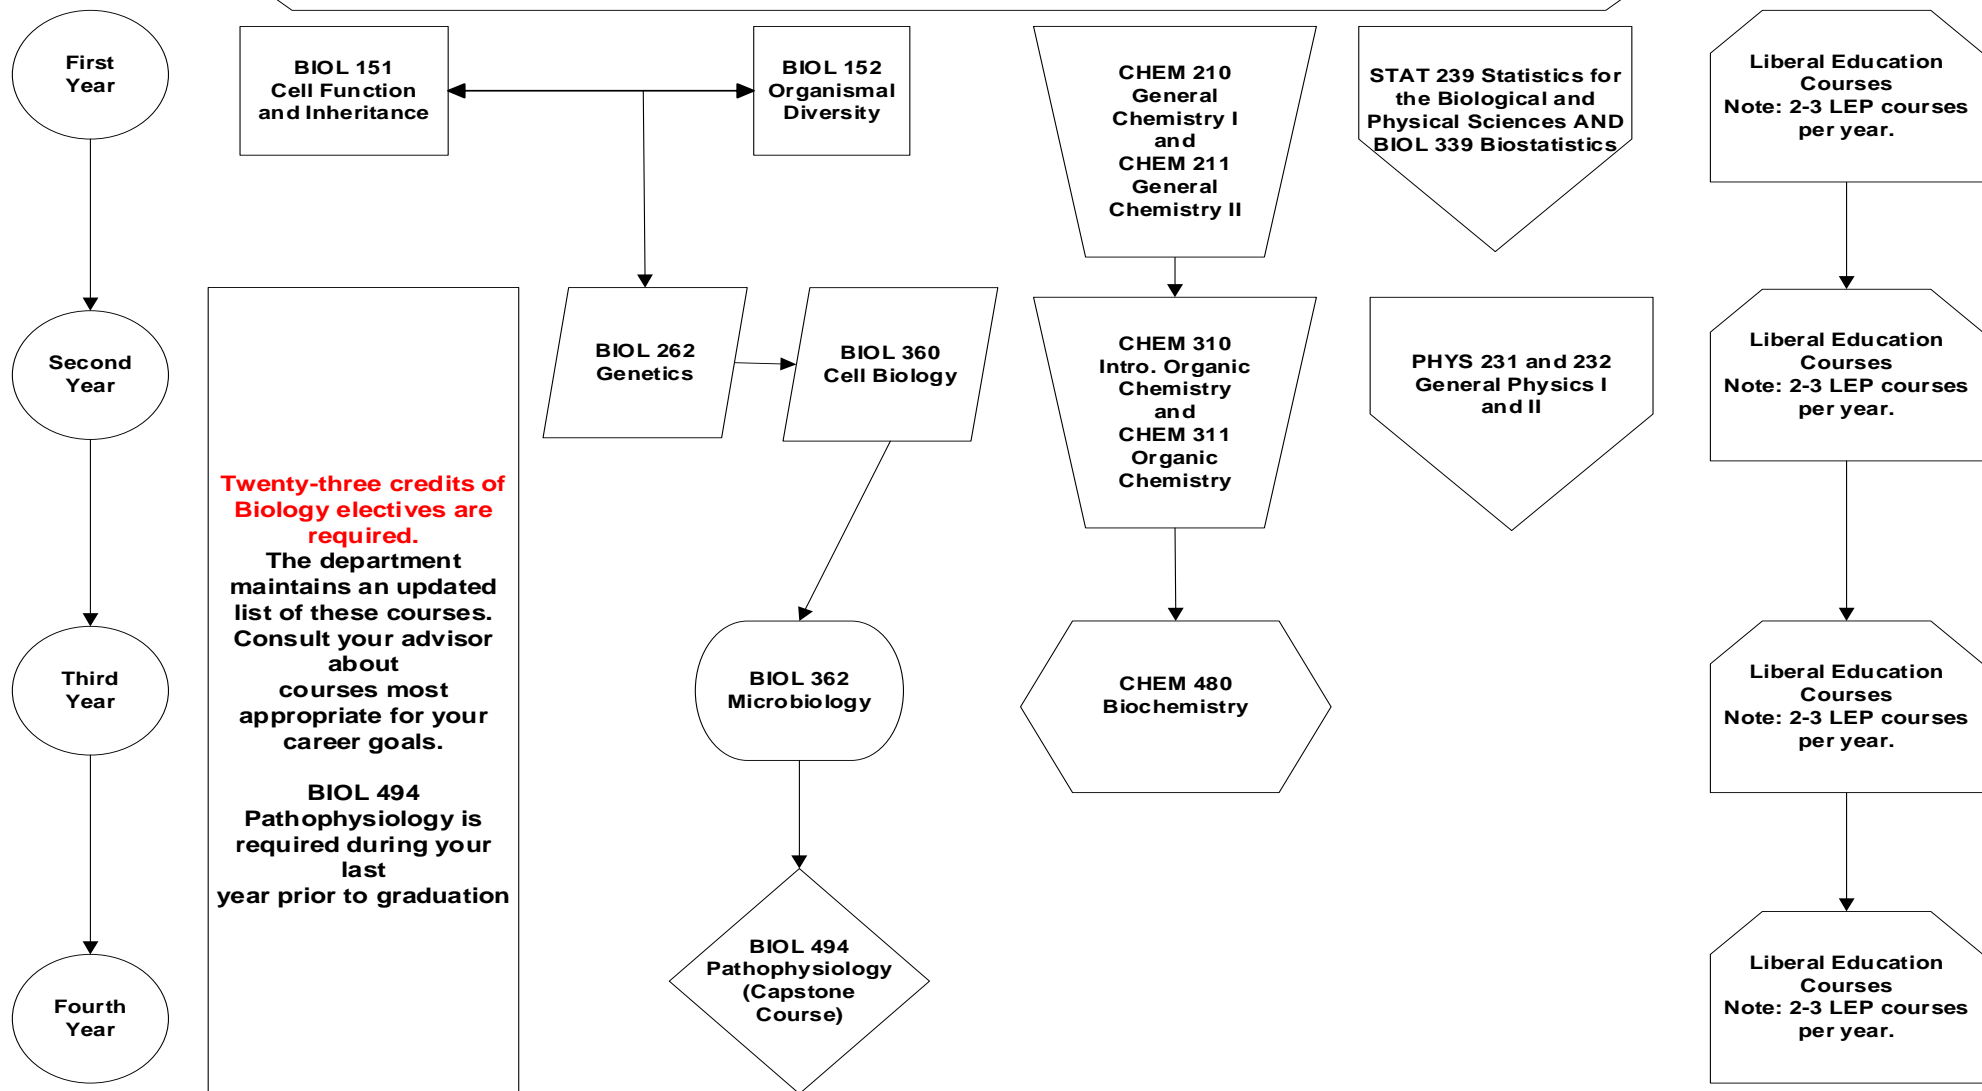 First
Year
BIOL 151
Cell Function
and Inheritance
BIOL 152
Organismal
Diversity
CHEM 210
General
Chemistry I
and
CHEM 211
General
Chemistry II
STAT 239 Statistics for
the Biological and
Physical Sciences AND
BIOL 339 Biostatistics
Liberal Education
Courses
Note: 2-3 LEP courses
per year.
Second
Year
BIOL 262
Genetics
BIOL 360
Cell Biology
CHEM 310
Intro. Organic
Chemistry
and
CHEM 311
Organic
Chemistry
PHYS 231 and 232
General Physics I
and II
Liberal Education
Courses
Note: 2-3 LEP courses
per year.
Twenty-three credits of
Biology electives are
required.
The department
maintains an updated
list of these courses.
Consult your advisor
about
courses most
appropriate for your
career goals.
BIOL 494
Pathophysiology is
required during your
last
year prior to graduation
Third
Year
BIOL 362
Microbiology
CHEM 480
Biochemistry
Liberal Education
Courses
Note: 2-3 LEP courses
per year.
Fourth
Year
BIOL 494
Pathophysiology
(Capstone
Course)
Liberal Education
Courses
Note: 2-3 LEP courses
per year.